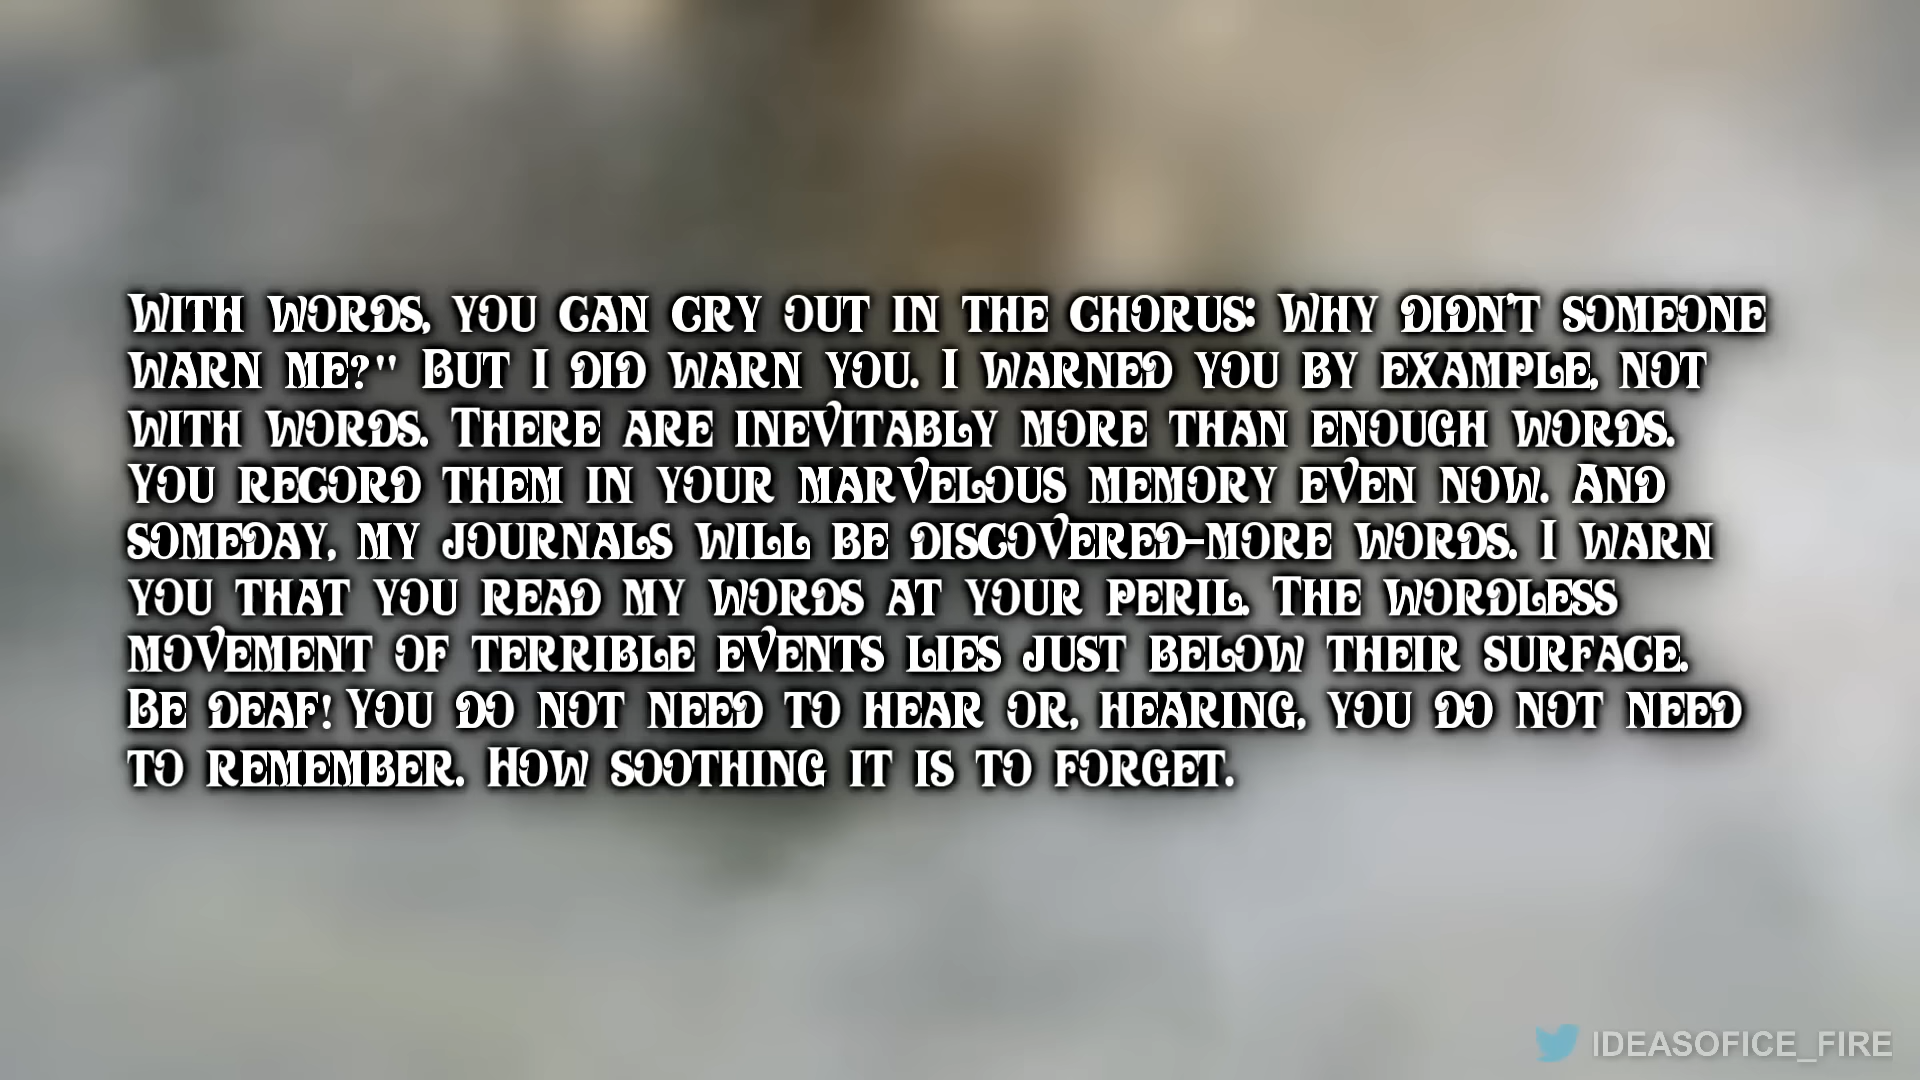 With words, you can cry out in the chorus: Why didn't someone
warn me?" But I did warn you. I warned you by example, not
with words. There are inevitably more than enough words.
You record them in your marvelous memory even now. And
someday, my journals will be discovered—more words. I warn
you that you read my words at your peril. The wordless
movement of terrible events lies just below their surface.
Be deaf! You do not need to hear or, hearing, you do not need
to remember. How soothing it is to forget.
IDEASOFICE_FIRE